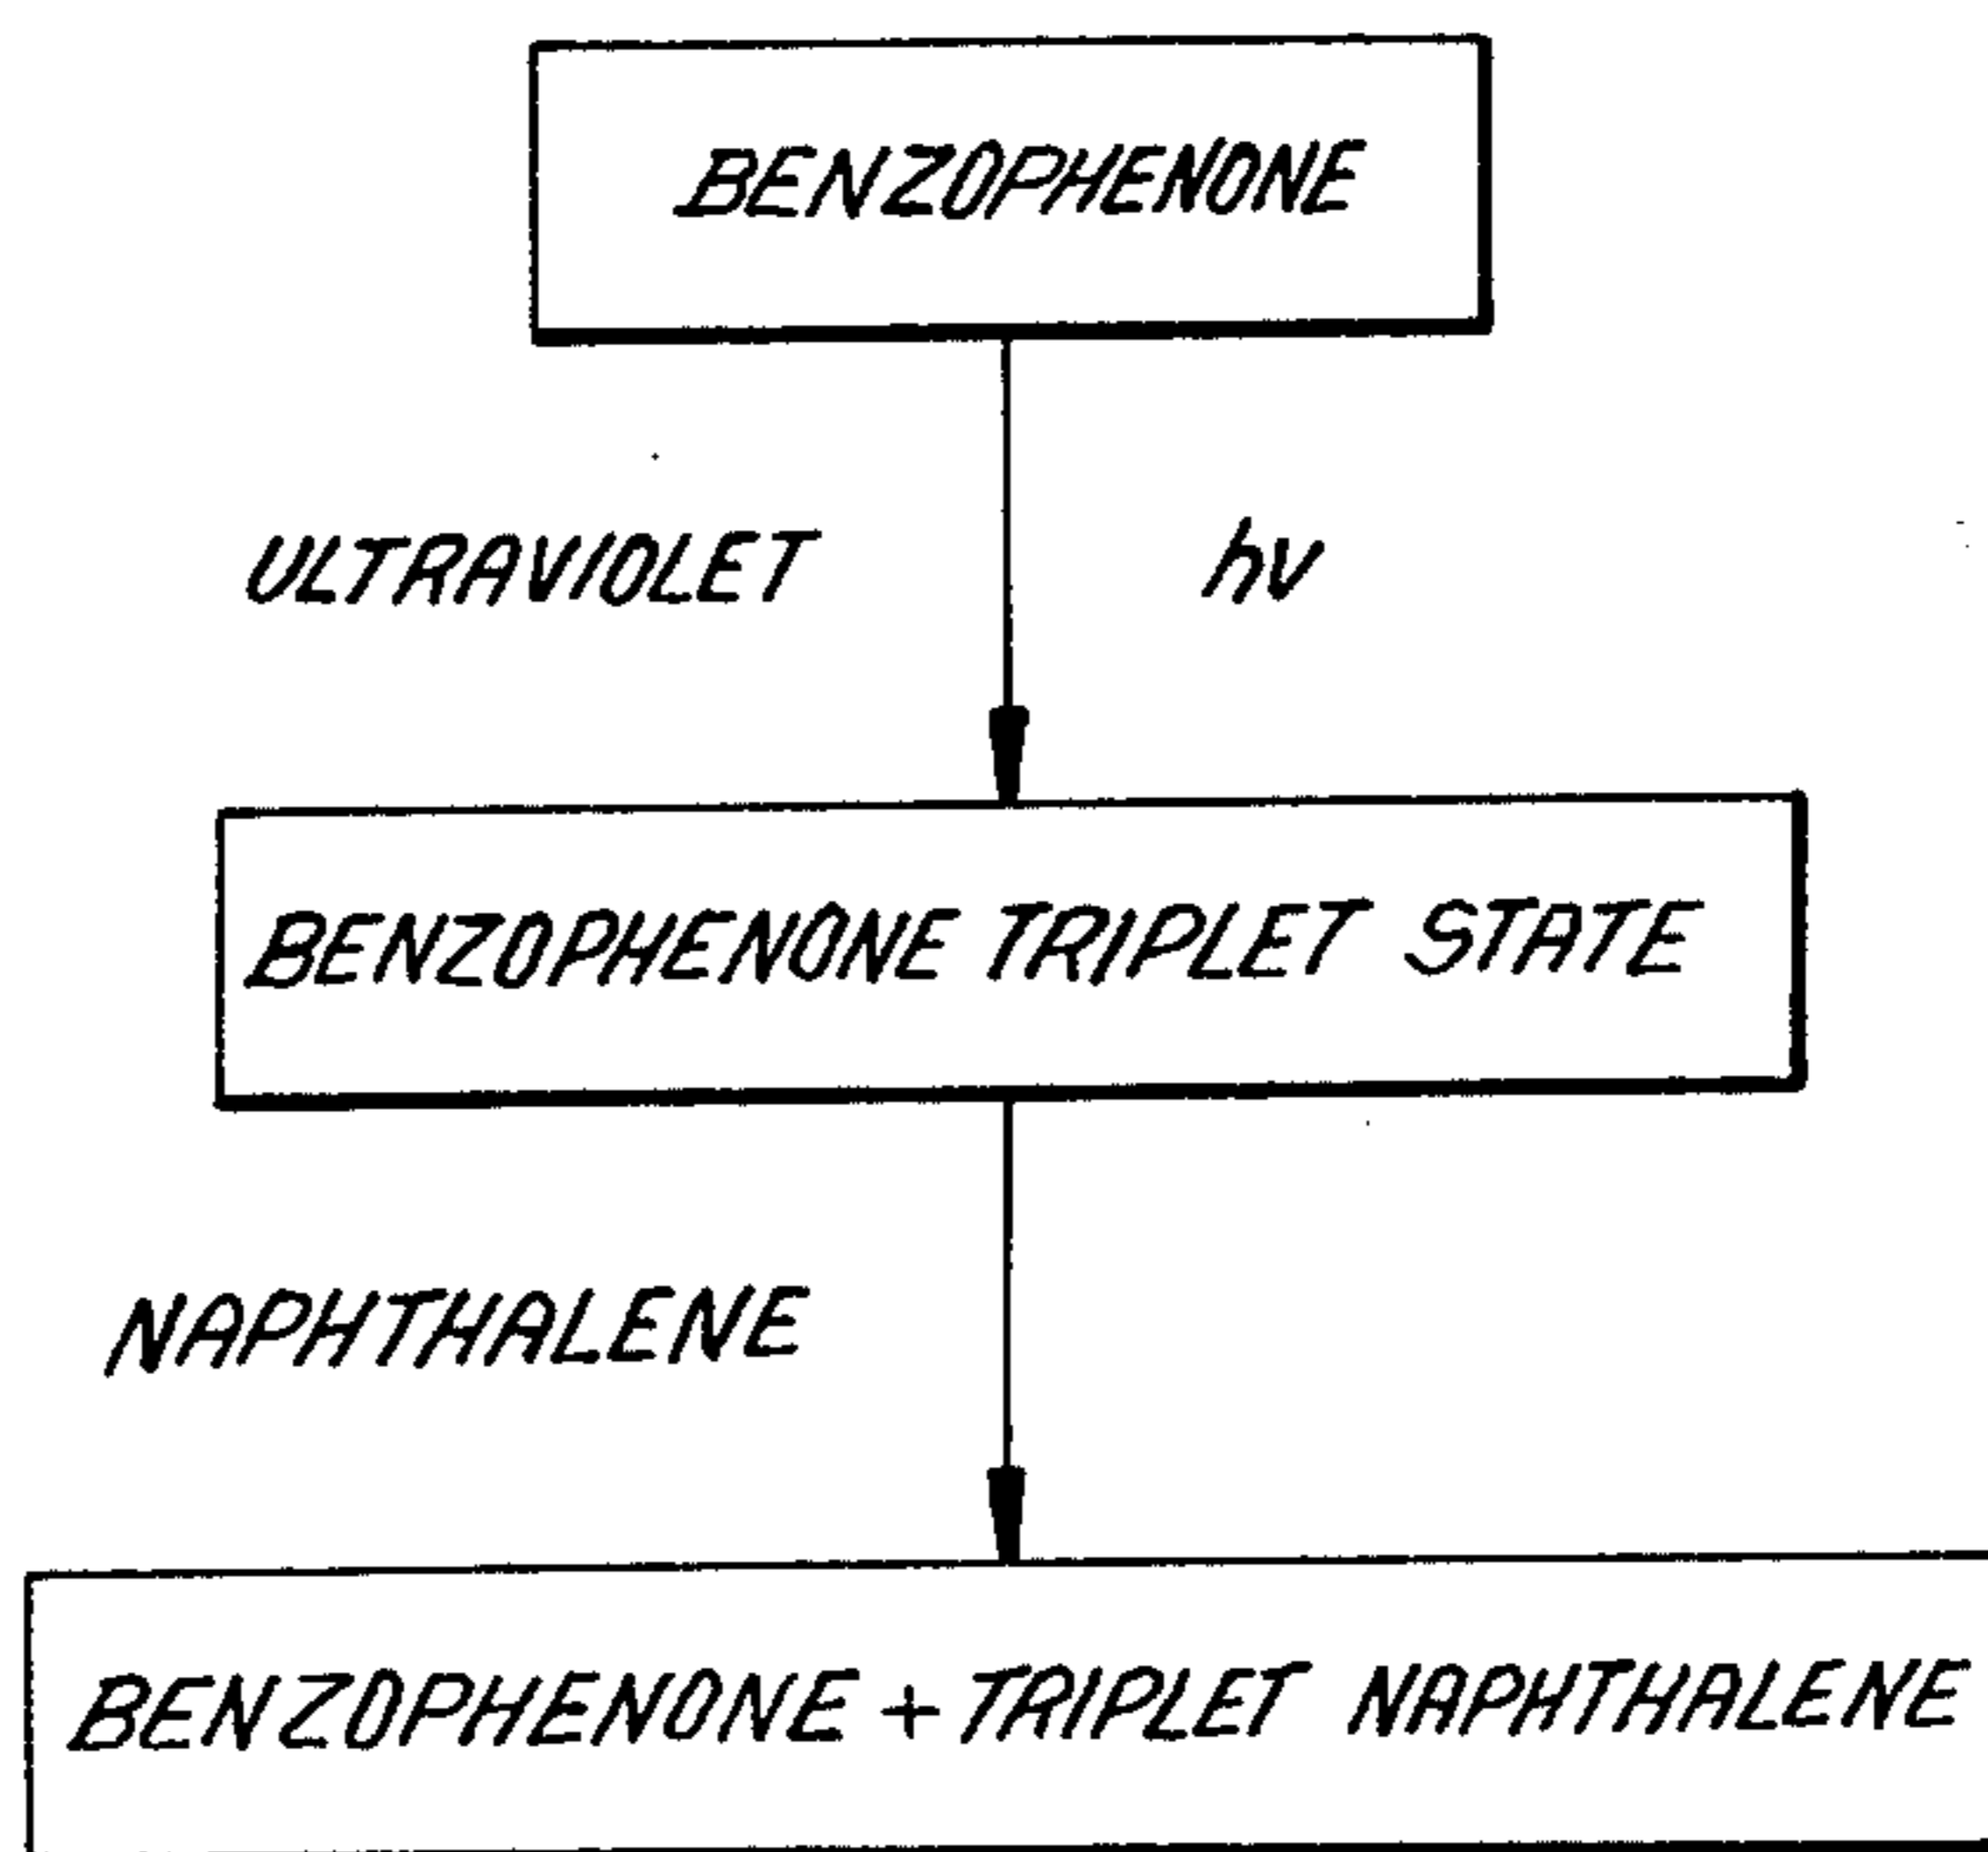 BENZOPHENONE
ULTRAVIOLET hv
BENZOPHENONE TRIPLET STATE
NAPHTHALENE
BENZOPHENONE + TRIPLET NAPHTHALENE